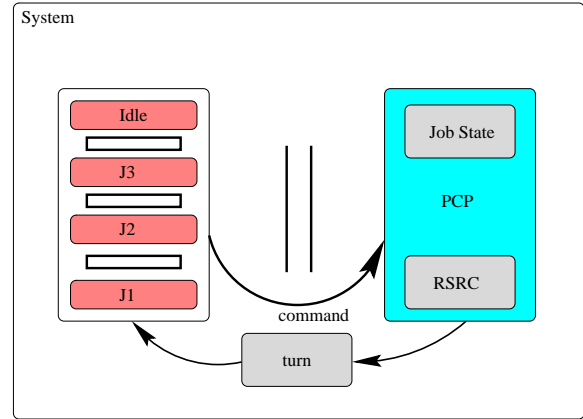 System
Idle
J3
J2
J1
Job State
PCP
RSRC
command
turn